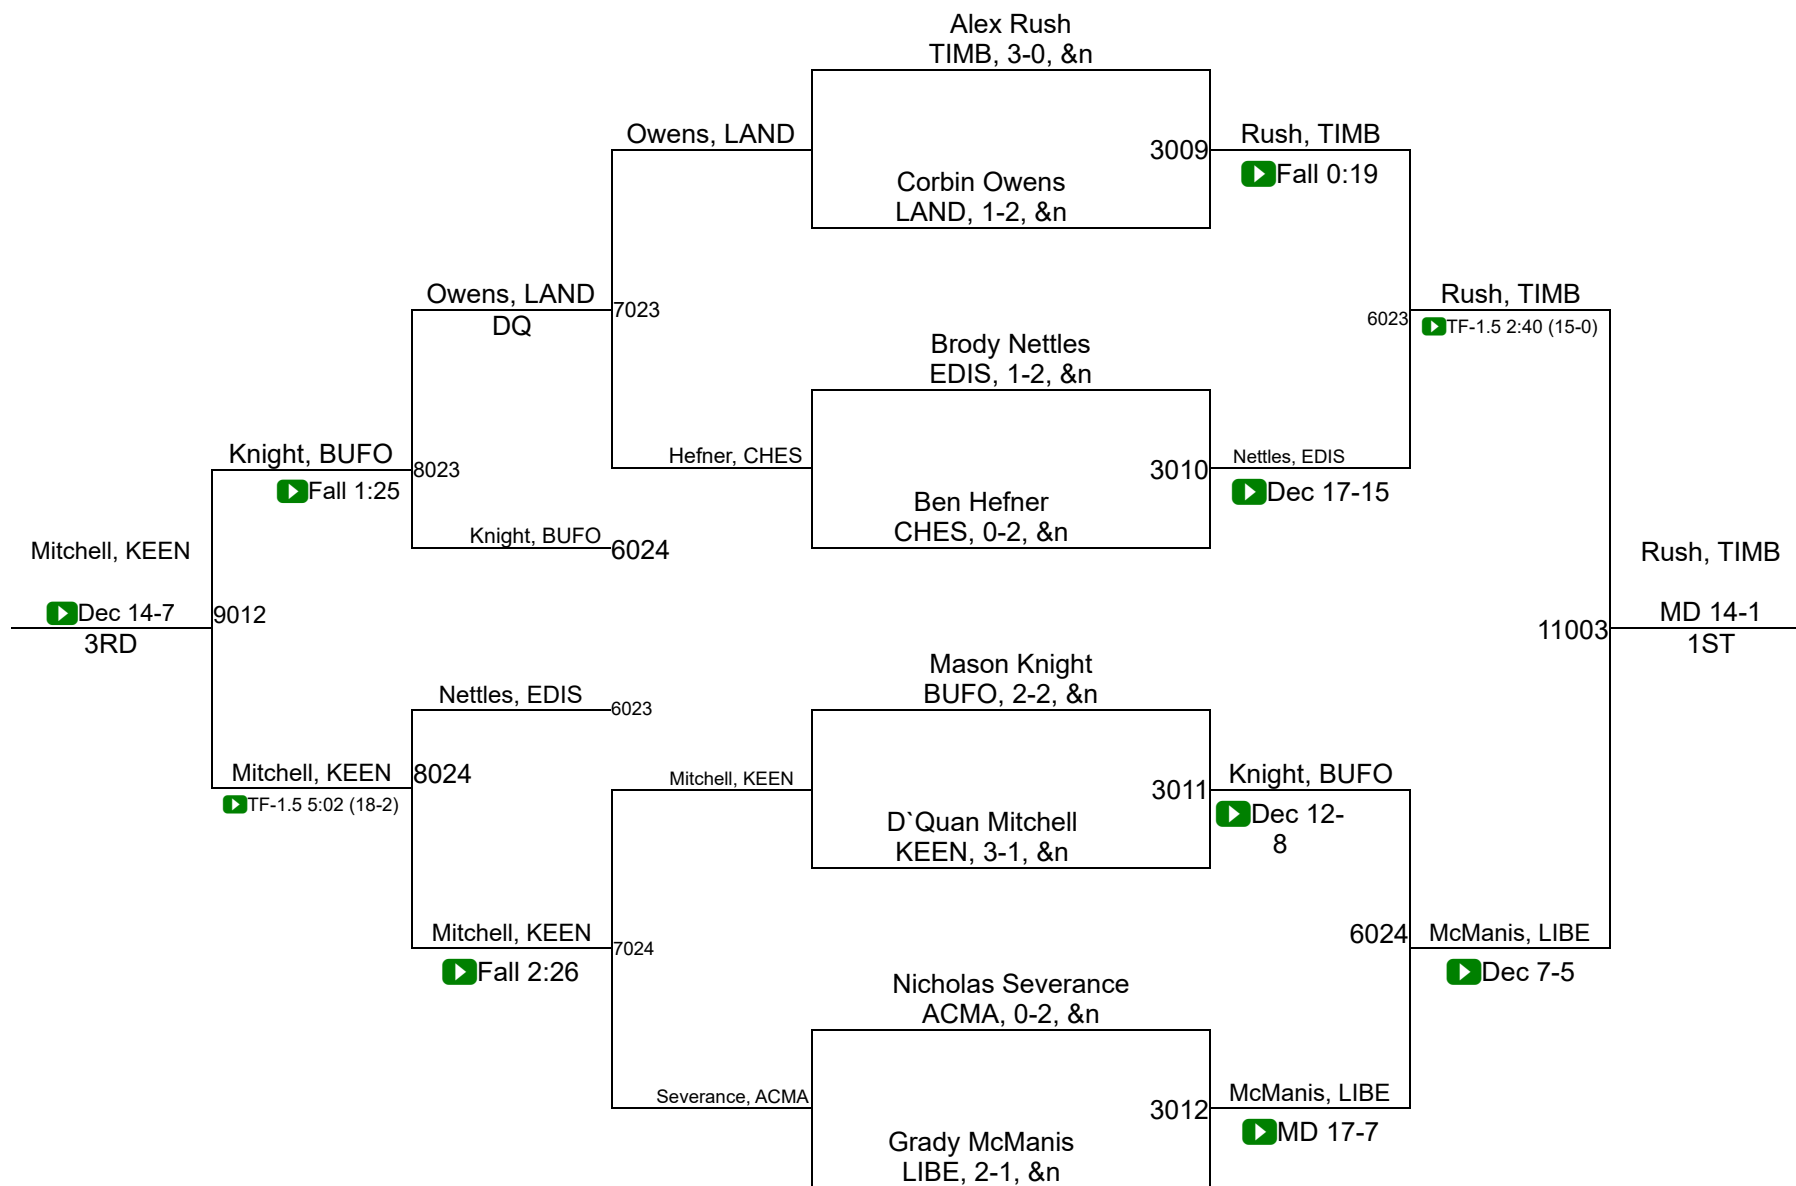 Alex Rush
TIMB, 3-0, &n
Owens, LAND
3009
Rush, TIMB
Fall 0:19
Corbin Owens
LAND, 1-2, &n
Owens, LAND
DQ
7023
6023
Rush, TIMB
TF-1.5 2:40 (15-0)
Brody Nettles
EDIS, 1-2, &n
Knight, BUFO
Fall 1:25
8023
Hefner, CHES
3010
Nettles, EDIS
Dec 17-15
Ben Hefner
CHES, 0-2, &n
Knight, BUFO
6024
Mitchell, KEEN
Dec 14-7
3RD
9012
Rush, TIMB
11003
MD 14-1
1ST
Mason Knight
BUFO, 2-2, &n
Nettles, EDIS
6023
Mitchell, KEEN
TF-1.5 5:02 (18-2)
8024
Mitchell, KEEN
3011
Knight, BUFO
Dec 12-
8
D`Quan Mitchell
KEEN, 3-1, &n
Mitchell, KEEN
Fall 2:26
7024
6024
McManis, LIBE
Dec 7-5
Nicholas Severance
ACMA, 0-2, &n
Severance, ACMA
3012
McManis, LIBE
MD 17-7
Grady McManis
LIBE, 2-1, &n